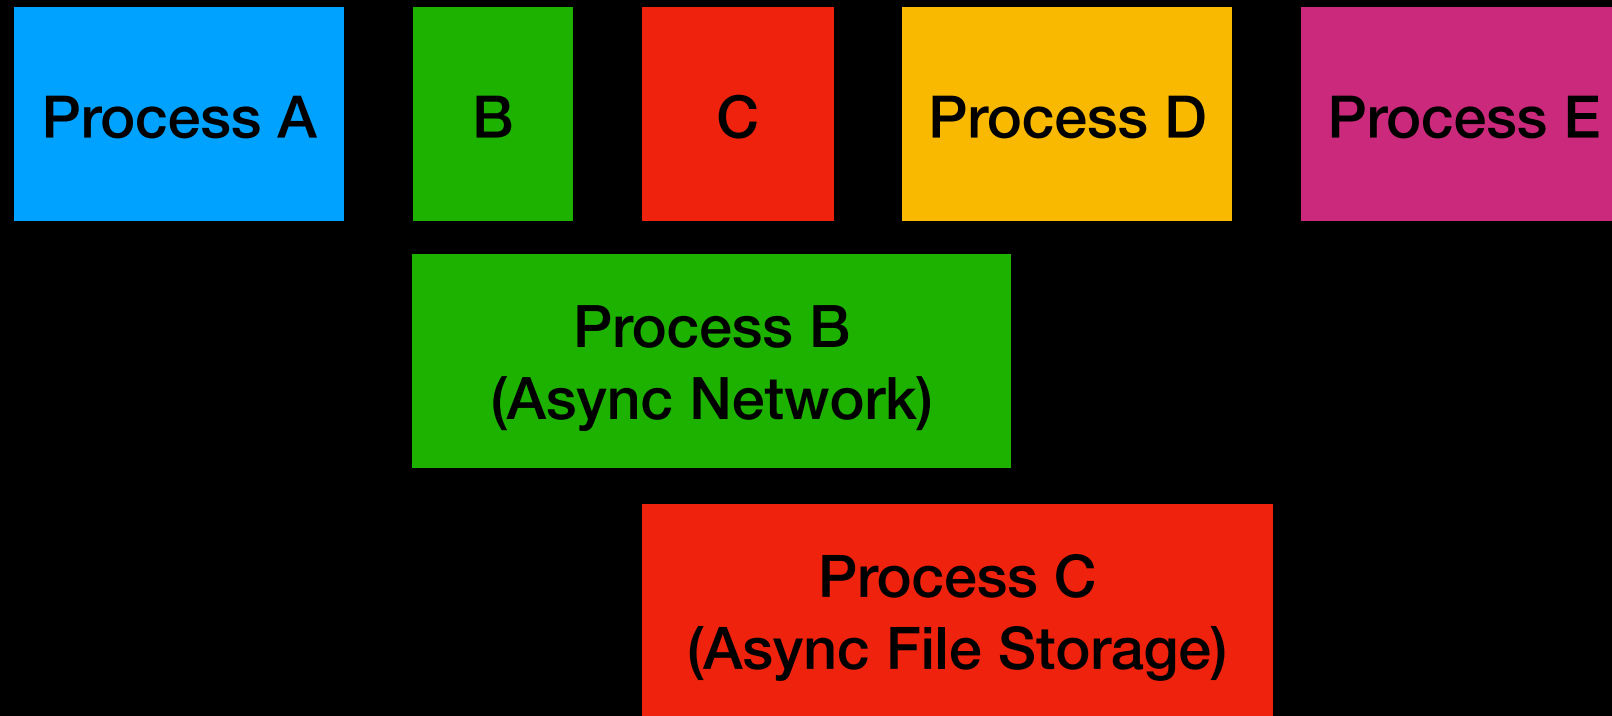 Process A
B
C
Process D
Process E
Process B
(Async Network)
Process C
(Async File Storage)